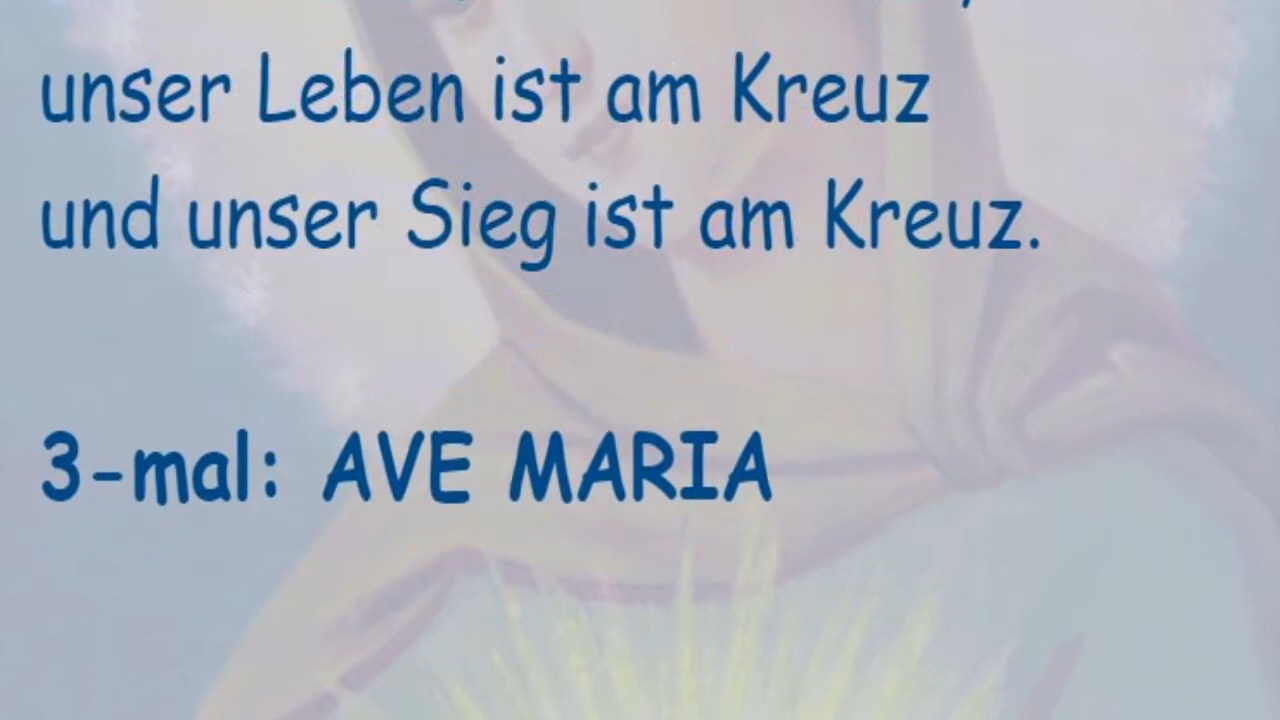 unser Leben ist am Kreuz
und unser Sieg ist am Kreuz.
3-mal: AVE MARIA